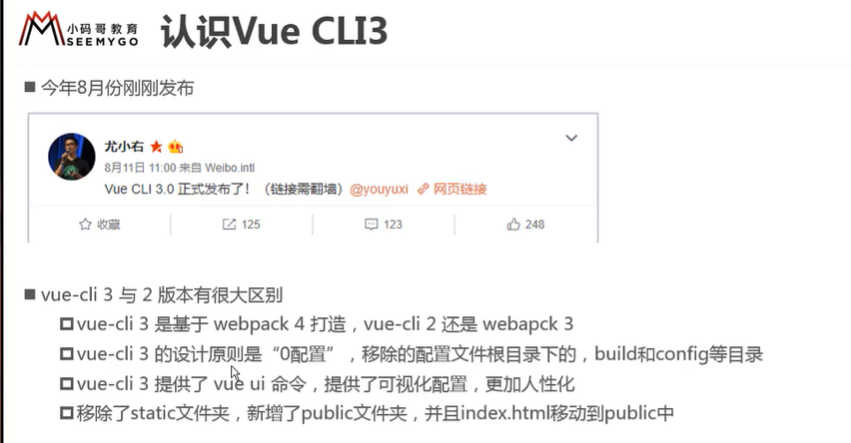 小码哥教育
SEEMYGO
认识Vue CLI3
今年8月份刚刚发布
尤小右
8月11日 11:00 来自 Weibo.intl
Vue CLI 3.0 正式发布了！（链接需翻墙）@youyuxi 网页链接
收藏 125 123 248
vue-cli 3 与 2 版本有很大区别
vue-cli 3 是基于 webpack 4 打造，vue-cli 2 还是 webapck 3
vue-cli 3 的设计原则是“0配置”，移除的配置文件根目录下的，build和config等目录
vue-cli 3 提供了 vue ui 命令，提供了可视化配置，更加人性化
移除了static文件夹，新增了public文件夹，并且index.html移动到public中